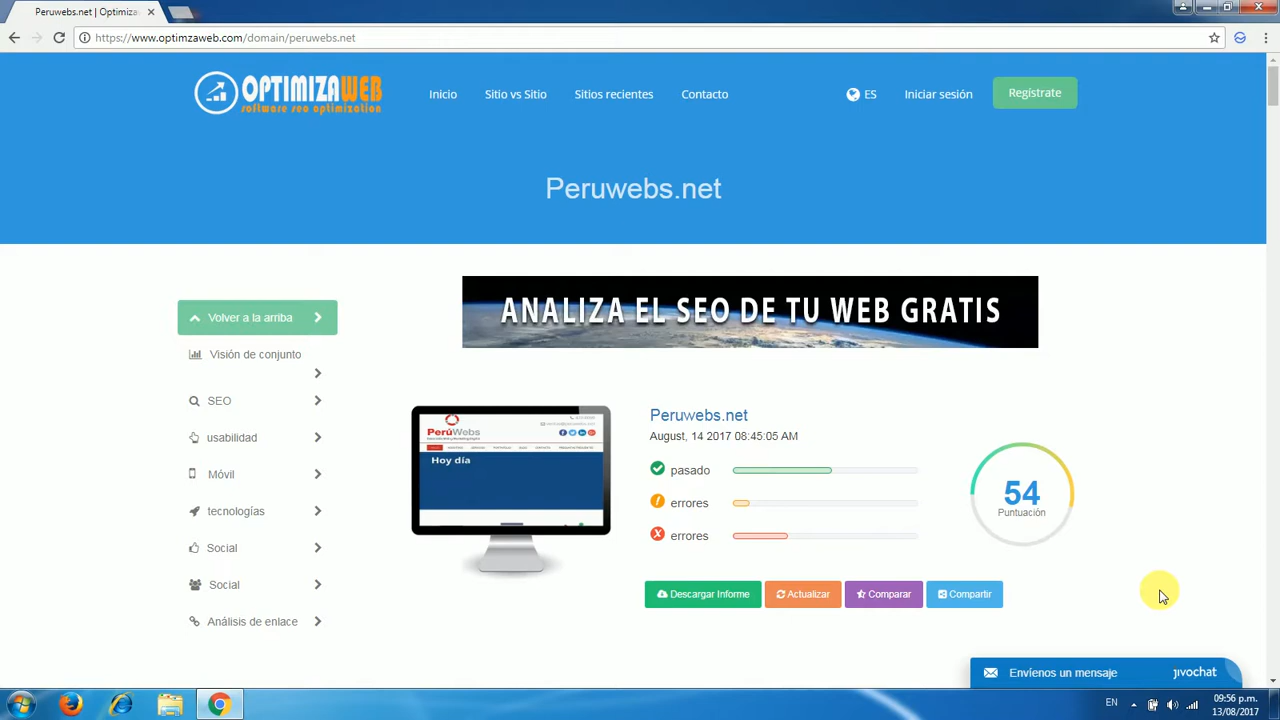 Peruwebs.net | Optimiza
https://www.optimzaweb.com/domain/peruwebs.net
OPTIMIZAWEB
software seo optimization
Inicio
Sitio vs Sitio
Sitios recientes
Contacto
ES
Iniciar sesión
Regístrate
Peruwebs.net
ANALIZA EL SEO DE TU WEB GRATIS
Volver a la arriba
Visión de conjunto
SEO
usabilidad
Móvil
tecnologías
Social
Social
Análisis de enlace
PerúWebs
Hoy día
Peruwebs.net
August, 14 2017 08:45:05 AM
pasado
errores
errores
54
Puntuación
Descargar Informe
Actualizar
Comparar
Compartir
Envíenos un mensaje
jivochat
EN
09:56 p.m.
13/08/2017